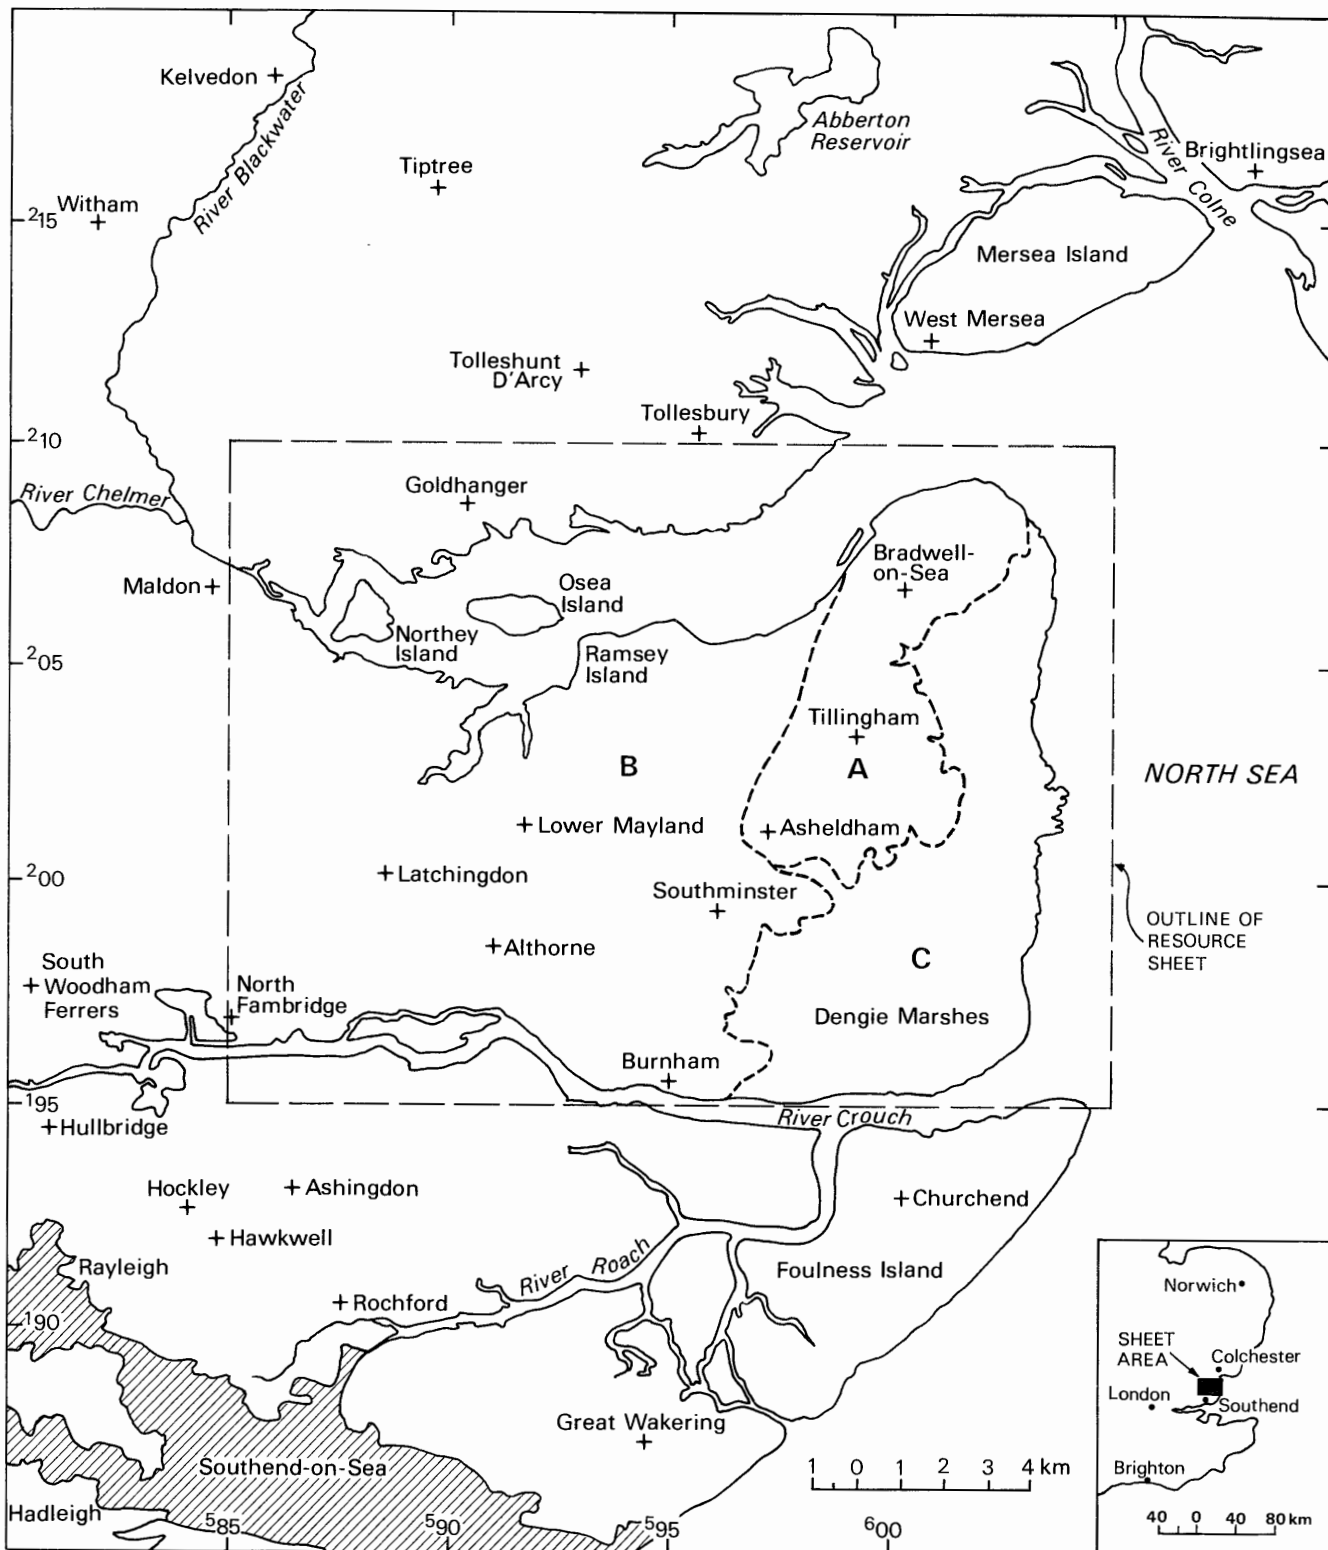 Kelvedon
River Blackwater
Abberton
Reservoir
River Colne
Brightlingsea
Tiptree
Witham
215
Mersea Island
West Mersea
Tolleshunt
D'Arcy
Tollesbury
210
River Chelmer
Goldhanger
Bradwell-
on-Sea
Maldon
Osea
Island
Northey
Island
205
Ramsey
Island
Tillingham
B
A
NORTH SEA
Lower Mayland
Asheldham
200
Latchingdon
Southminster
OUTLINE OF
RESOURCE
SHEET
Althorne
C
South
Woodham
Ferrers
North
Fambridge
Dengie Marshes
Burnham
195
River Crouch
Hullbridge
Hockley
Ashingdon
Churchend
Hawkwell
Rayleigh
River Roach
Foulness Island
Rochford
190
Great Wakering
Southend-on-Sea
Hadleigh
585
590
595
600
1 0 1 2 3 4 km
Norwich
SHEET
AREA
Colchester
London
Southend
Brighton
40 0 40 80 km